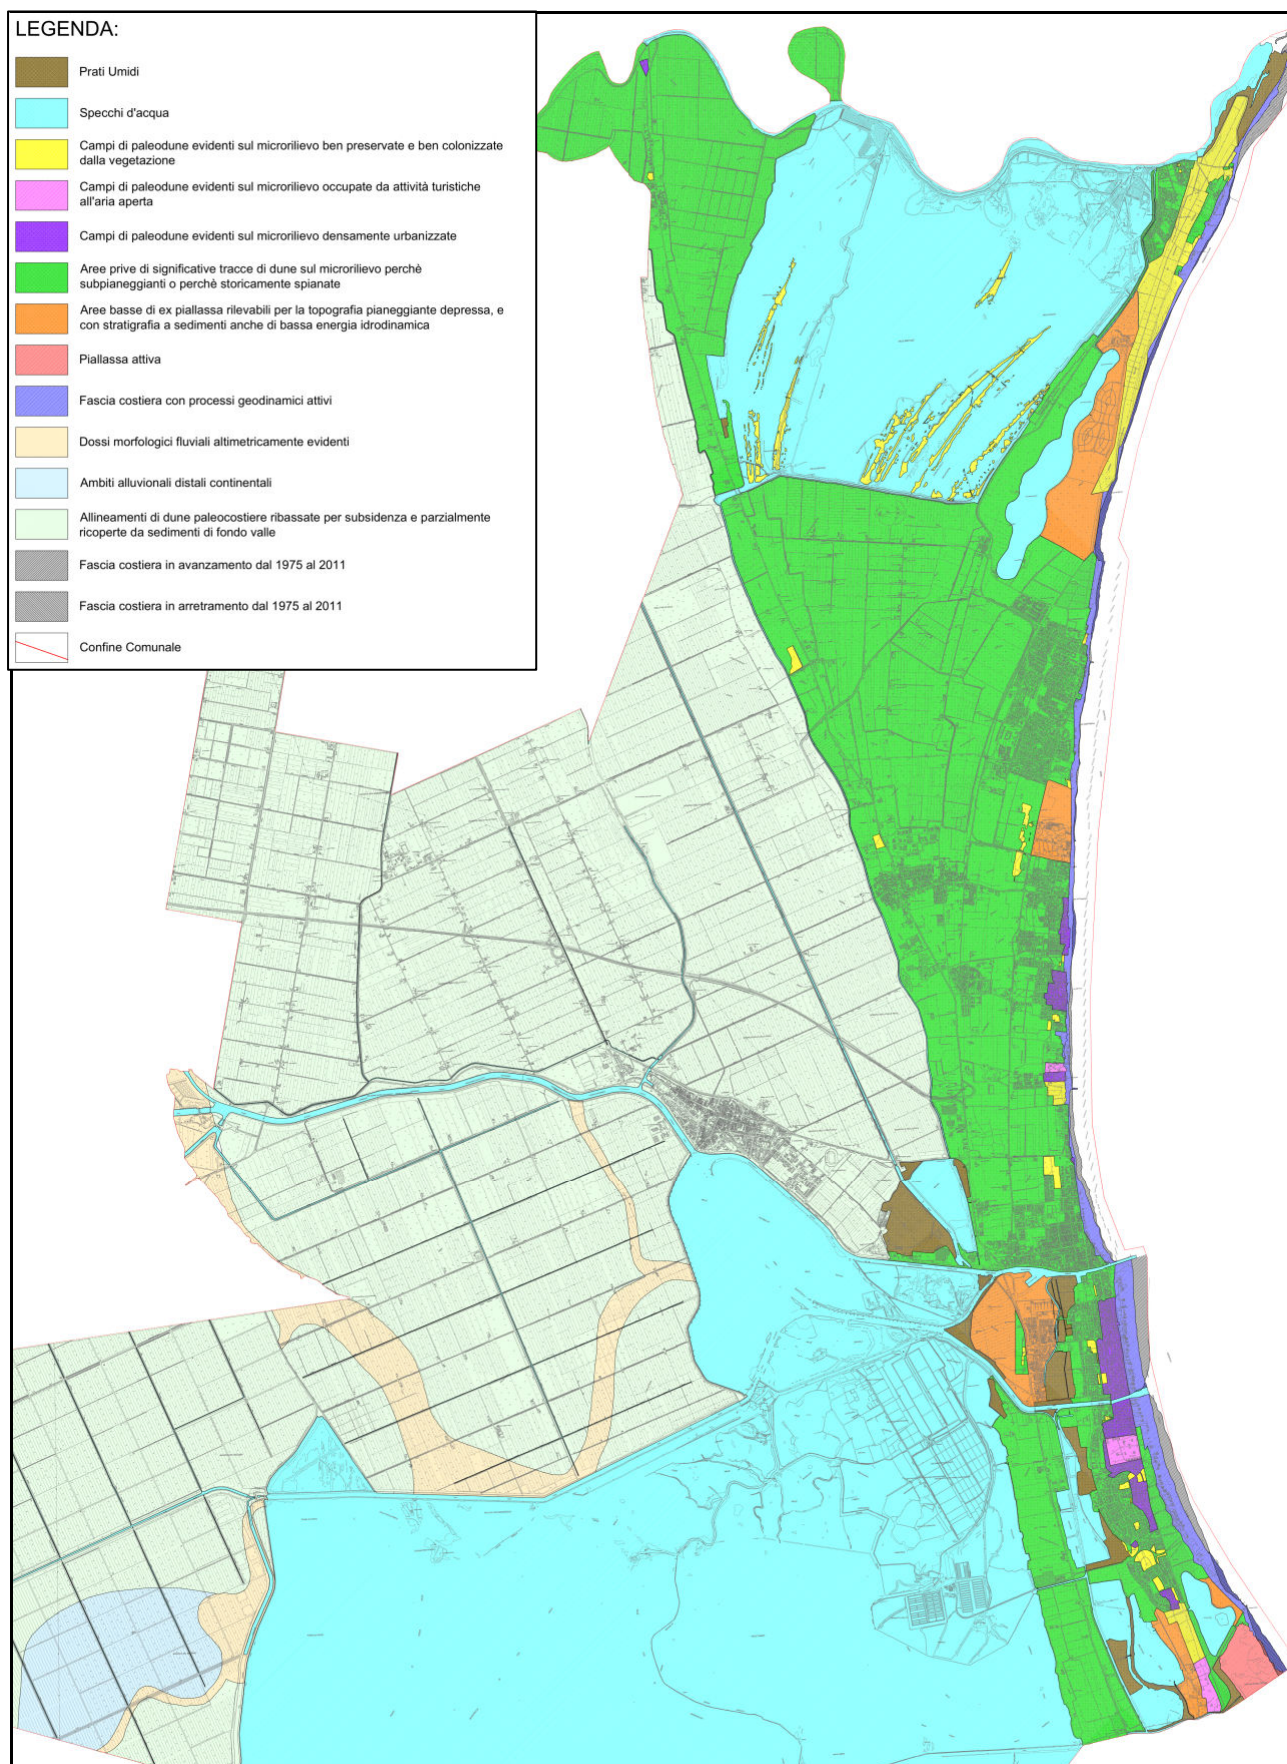 LEGENDA:
Prati Umidi
Specchi d'acqua
Campi di paleodune evidenti sul microrilievo ben preservate e ben colonizzate
dalla vegetazione
Campi di paleodune evidenti sul microrilievo occupate da attività turistiche
all'aria aperta
Campi di paleodune evidenti sul microrilievo densamente urbanizzate
Aree prive di significative tracce di dune sul microrilievo perchè
subpianeggianti o perchè storicamente spianate
Aree basse di ex piallassa rilevabili per la topografia pianeggiante depressa, e
con stratigrafia a sedimenti anche di bassa energia idrodinamica
Piallassa attiva
Fascia costiera con processi geodinamici attivi
Dossi morfologici fluviali altimetricamente evidenti
Ambiti alluvionali distali continentali
Allineamenti di dune paleocostiere ribassate per subsidenza e parzialmente
ricoperte da sedimenti di fondo valle
Fascia costiera in avanzamento dal 1975 al 2011
Fascia costiera in arretramento dal 1975 al 2011
Confine Comunale